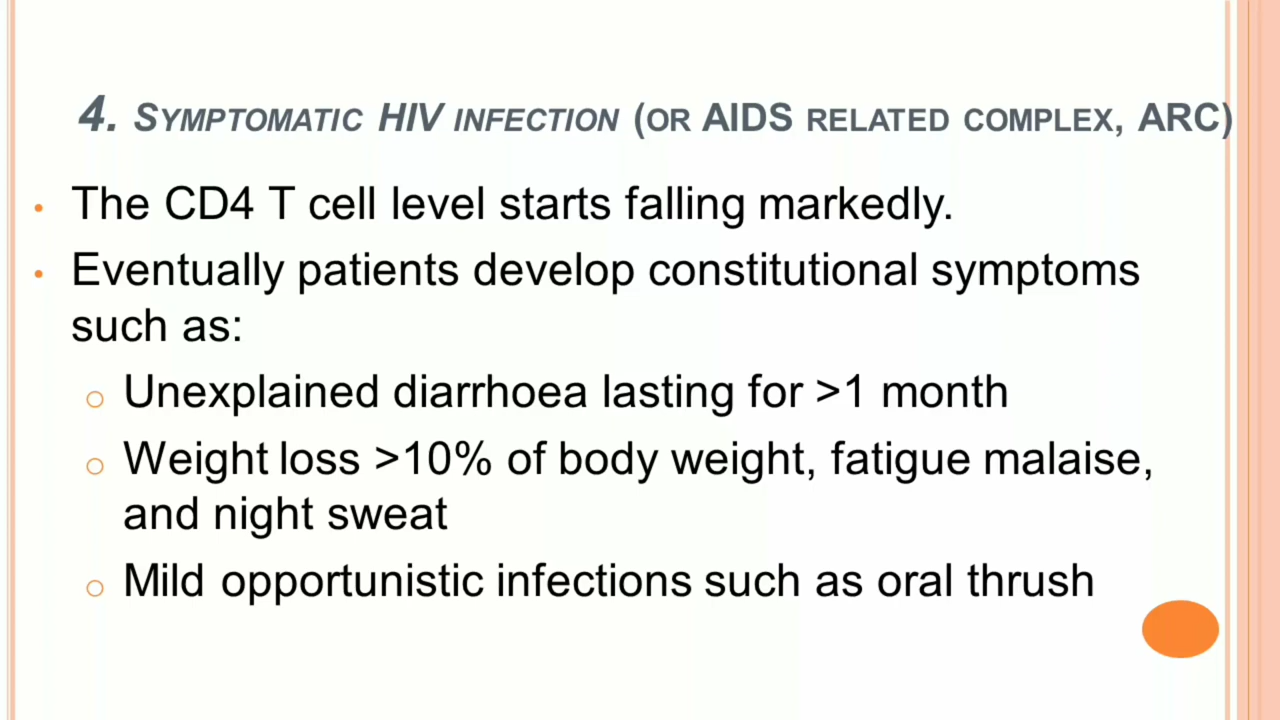 4. Symptomatic HIV infection (or AIDS related complex, ARC)
• The CD4 T cell level starts falling markedly.
• Eventually patients develop constitutional symptoms
such as:
o Unexplained diarrhoea lasting for >1 month
o Weight loss >10% of body weight, fatigue malaise,
and night sweat
o Mild opportunistic infections such as oral thrush